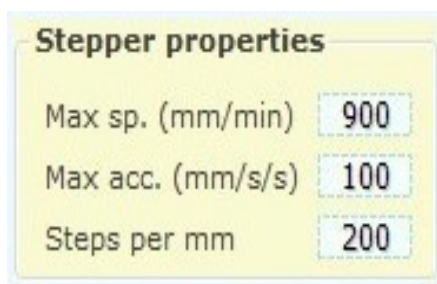 Stepper properties
Max sp. (mm/min) 900
Max acc. (mm/s/s) 100
Steps per mm 200